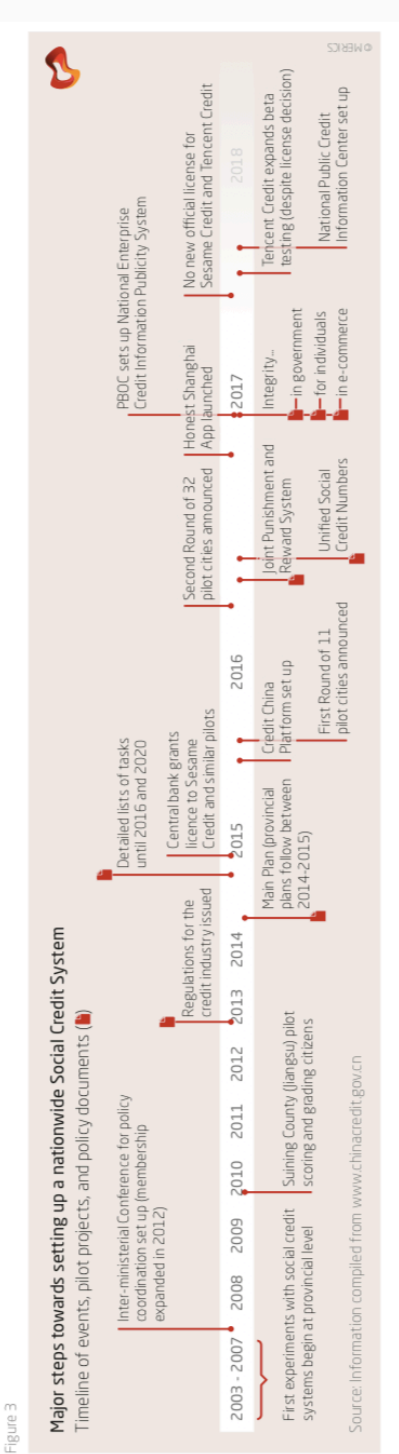 Figure 3
Major steps towards setting up a nationwide Social Credit System
Timeline of events, pilot projects, and policy documents ( )
Inter-ministerial Conference for policy
coordination set up (membership
expanded in 2012)
Regulations for the
credit industry issued
Detailed lists of tasks
until 2016 and 2020
Central bank grants
licence to Sesame
Credit and similar pilots
Second Round of 32
pilot cities announced
Honest Shanghai
App launched
PBOC sets up National Enterprise
Credit Information Publicity System
No new official license for
Sesame Credit and Tencent Credit
2003 - 2007
2008
2009
2010
2011
2012
2013
2014
2015
2016
2017
2018
First experiments with social credit
systems begin at provincial level
Suining County (Jiangsu) pilot
scoring and grading citizens
Main Plan (provincial
plans follow between
2014-2015)
Credit China
Platform set up
First Round of 11
pilot cities announced
Joint Punishment and
Reward System
Unified Social
Credit Numbers
Integrity...
in government
for individuals
in e-commerce
Tencent Credit expands beta
testing (despite license decision)
National Public Credit
Information Center set up
Source: Information compiled from www.chinacredit.gov.cn
© MERICS